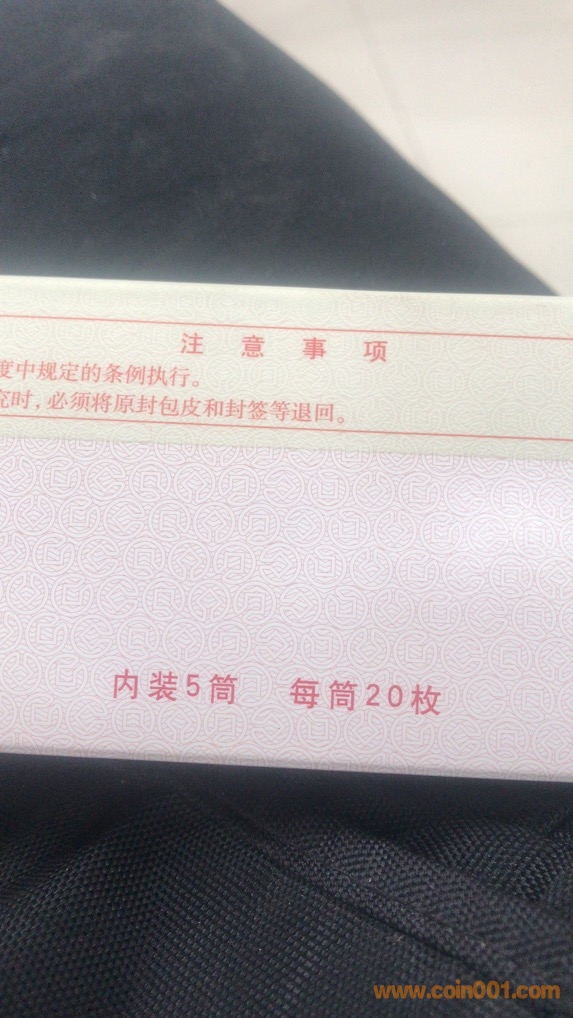 注意事项
度中规定的条例执行。
究时,必须将原封包皮和封签等退回。
内装5筒 每筒20枚
www.coin001.com